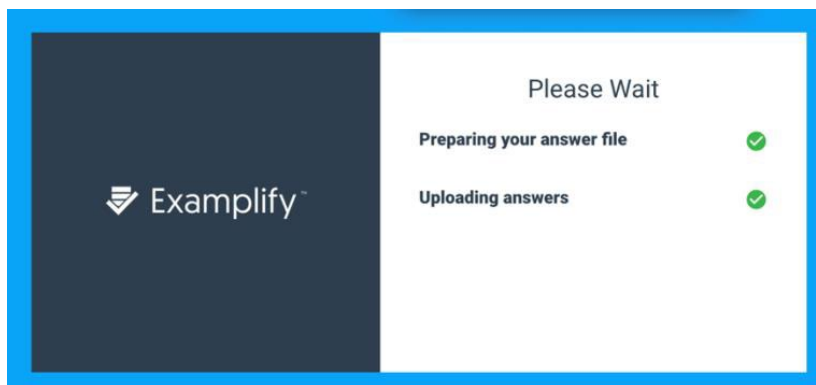 Please Wait
Preparing your answer file
Uploading answers
Examplify™